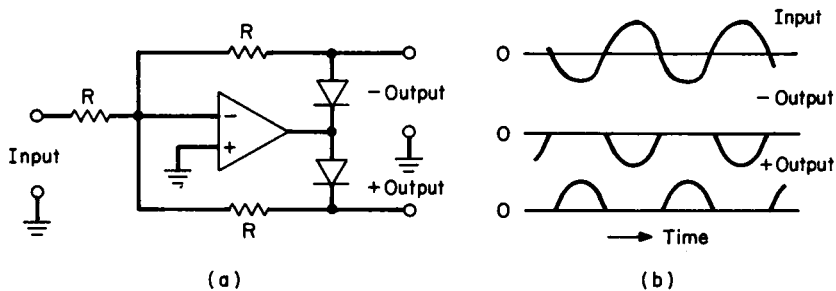 R
R
−
+
− Output
Input
+ Output
R
(a)
Input
O
− Output
O
+ Output
O
Time
(b)